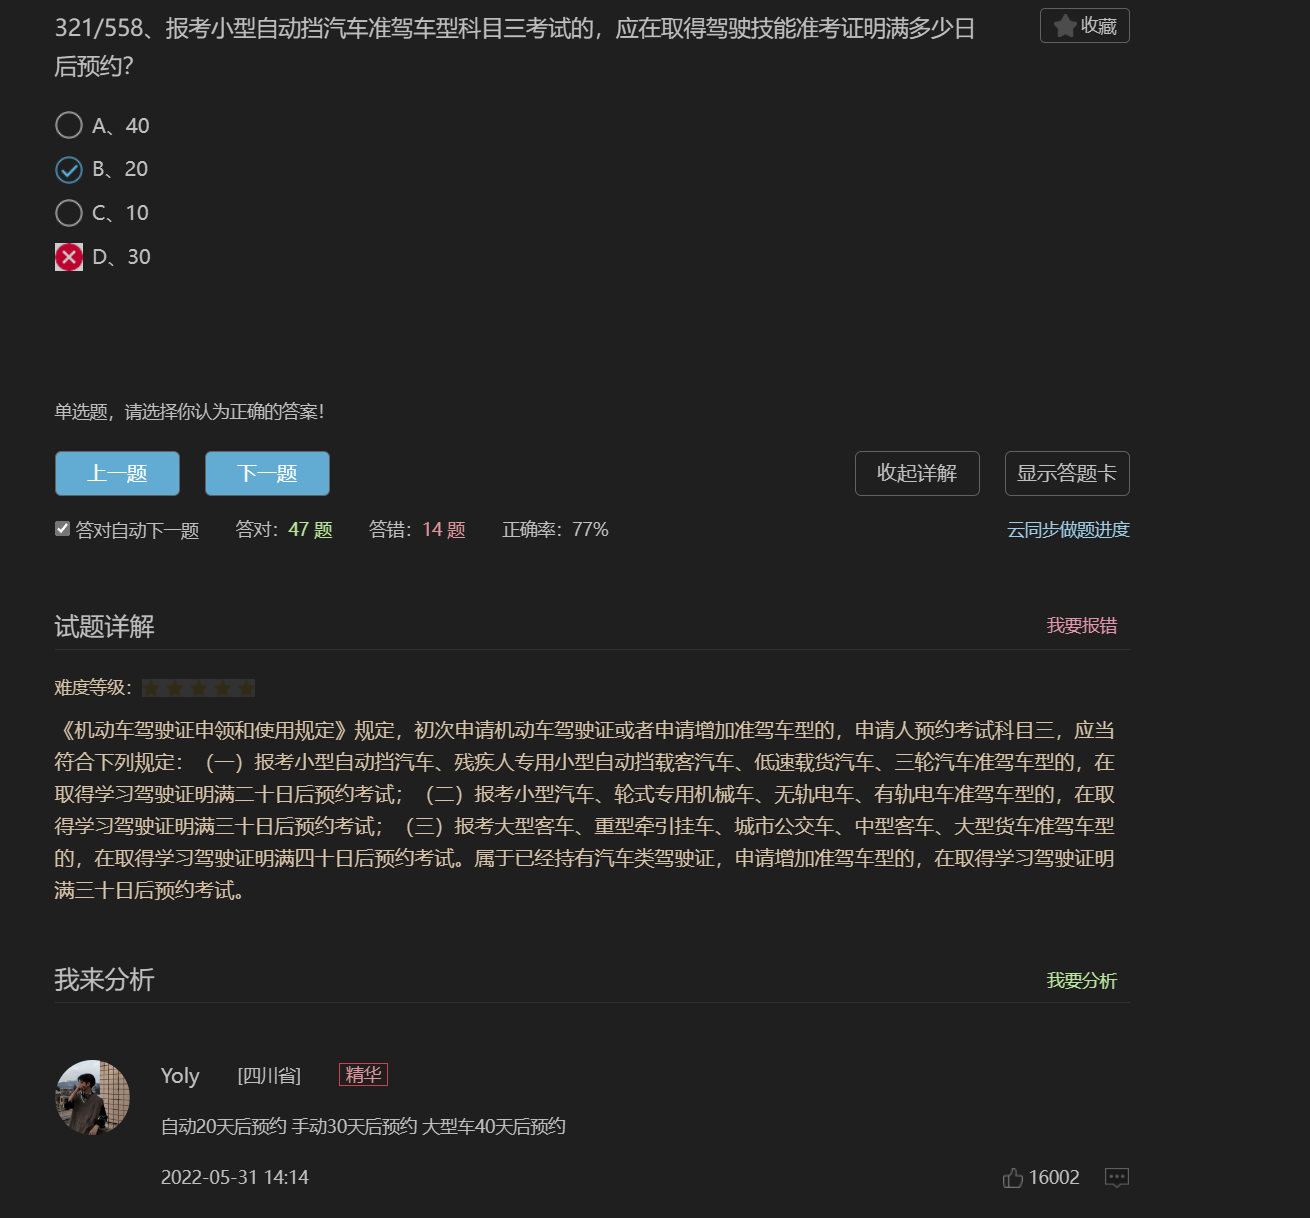 321/558、报考小型自动挡汽车准驾车型科目三考试的，应在取得驾驶技能准考证明满多少日
后预约？
收藏
A、40
B、20
C、10
D、30
单选题，请选择你认为正确的答案！
上一题
下一题
收起详解
显示答题卡
答对自动下一题 答对：47 题 答错：14 题 正确率：77%
云同步做题进度
试题详解
我要报错
难度等级：
《机动车驾驶证申领和使用规定》规定，初次申请机动车驾驶证或者申请增加准驾车型的，申请人预约考试科目三，应当
符合下列规定：（一）报考小型自动挡汽车、残疾人专用小型自动挡载客汽车、低速载货汽车、三轮汽车准驾车型的，在
取得学习驾驶证明满二十日后预约考试；（二）报考小型汽车、轮式专用机械车、无轨电车、有轨电车准驾车型的，在取
得学习驾驶证明满三十日后预约考试；（三）报考大型客车、重型牵引挂车、城市公交车、中型客车、大型货车准驾车型
的，在取得学习驾驶证明满四十日后预约考试。属于已经持有汽车类驾驶证，申请增加准驾车型的，在取得学习驾驶证明
满三十日后预约考试。
我来分析
我要分析
Yoly [四川省] 精华
自动20天后预约 手动30天后预约 大型车40天后预约
2022-05-31 14:14
16002